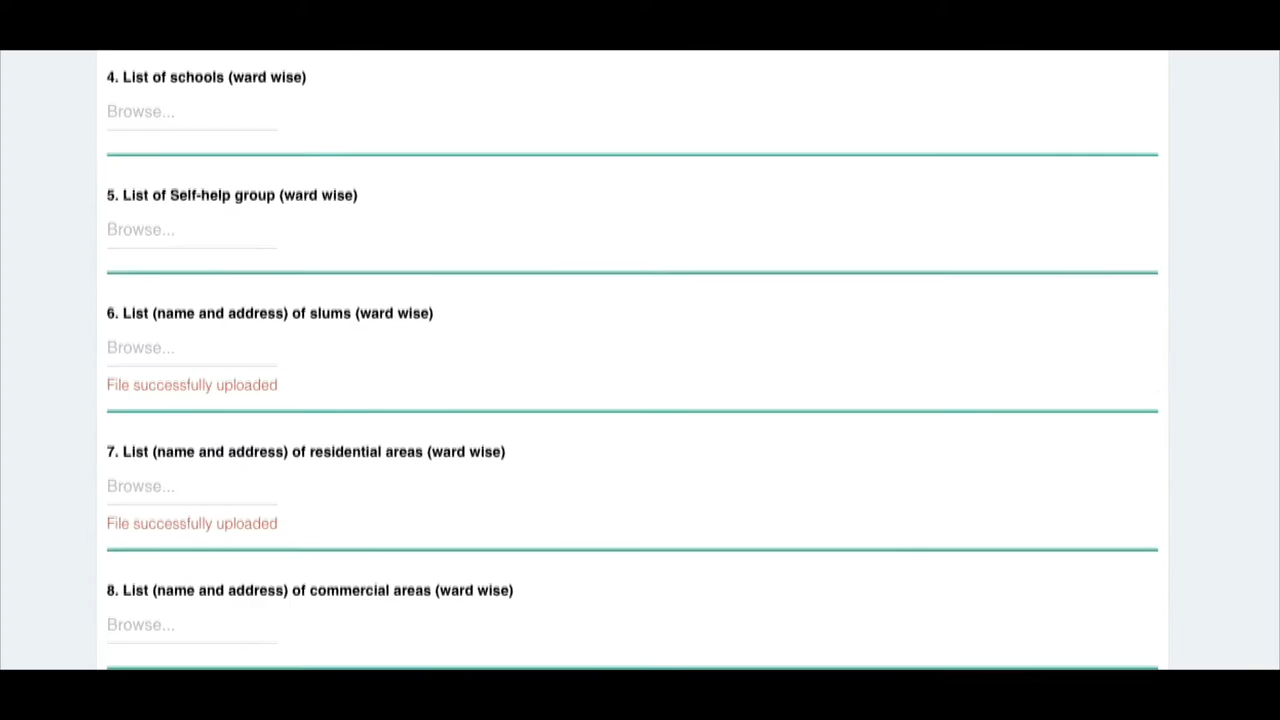 4. List of schools (ward wise)
Browse...
5. List of Self-help group (ward wise)
Browse...
6. List (name and address) of slums (ward wise)
Browse...
File successfully uploaded
7. List (name and address) of residential areas (ward wise)
Browse...
File successfully uploaded
8. List (name and address) of commercial areas (ward wise)
Browse...